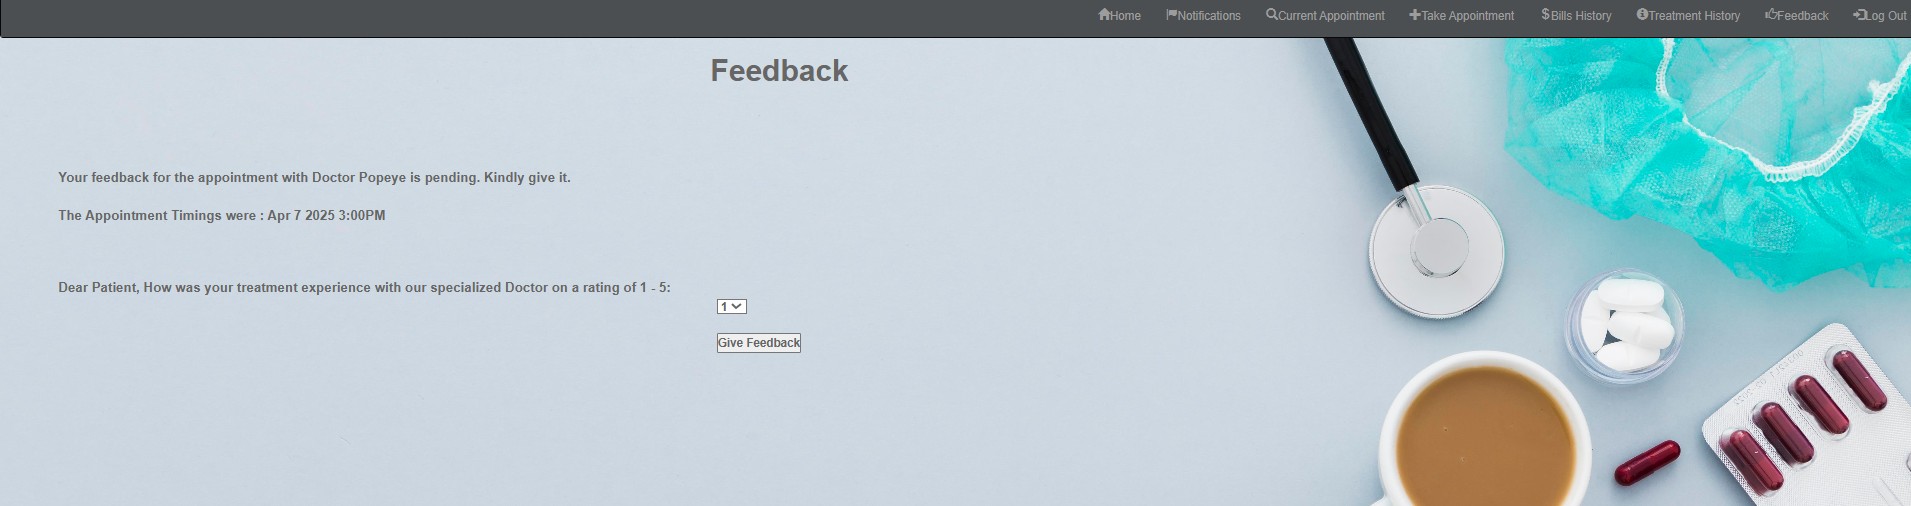 Home Notifications Current Appointment Take Appointment $Bills History Treatment History Feedback Log Out
Feedback
Your feedback for the appointment with Doctor Popeye is pending. Kindly give it.
The Appointment Timings were : Apr 7 2025 3:00PM
Dear Patient, How was your treatment experience with our specialized Doctor on a rating of 1 - 5:
1
Give Feedback